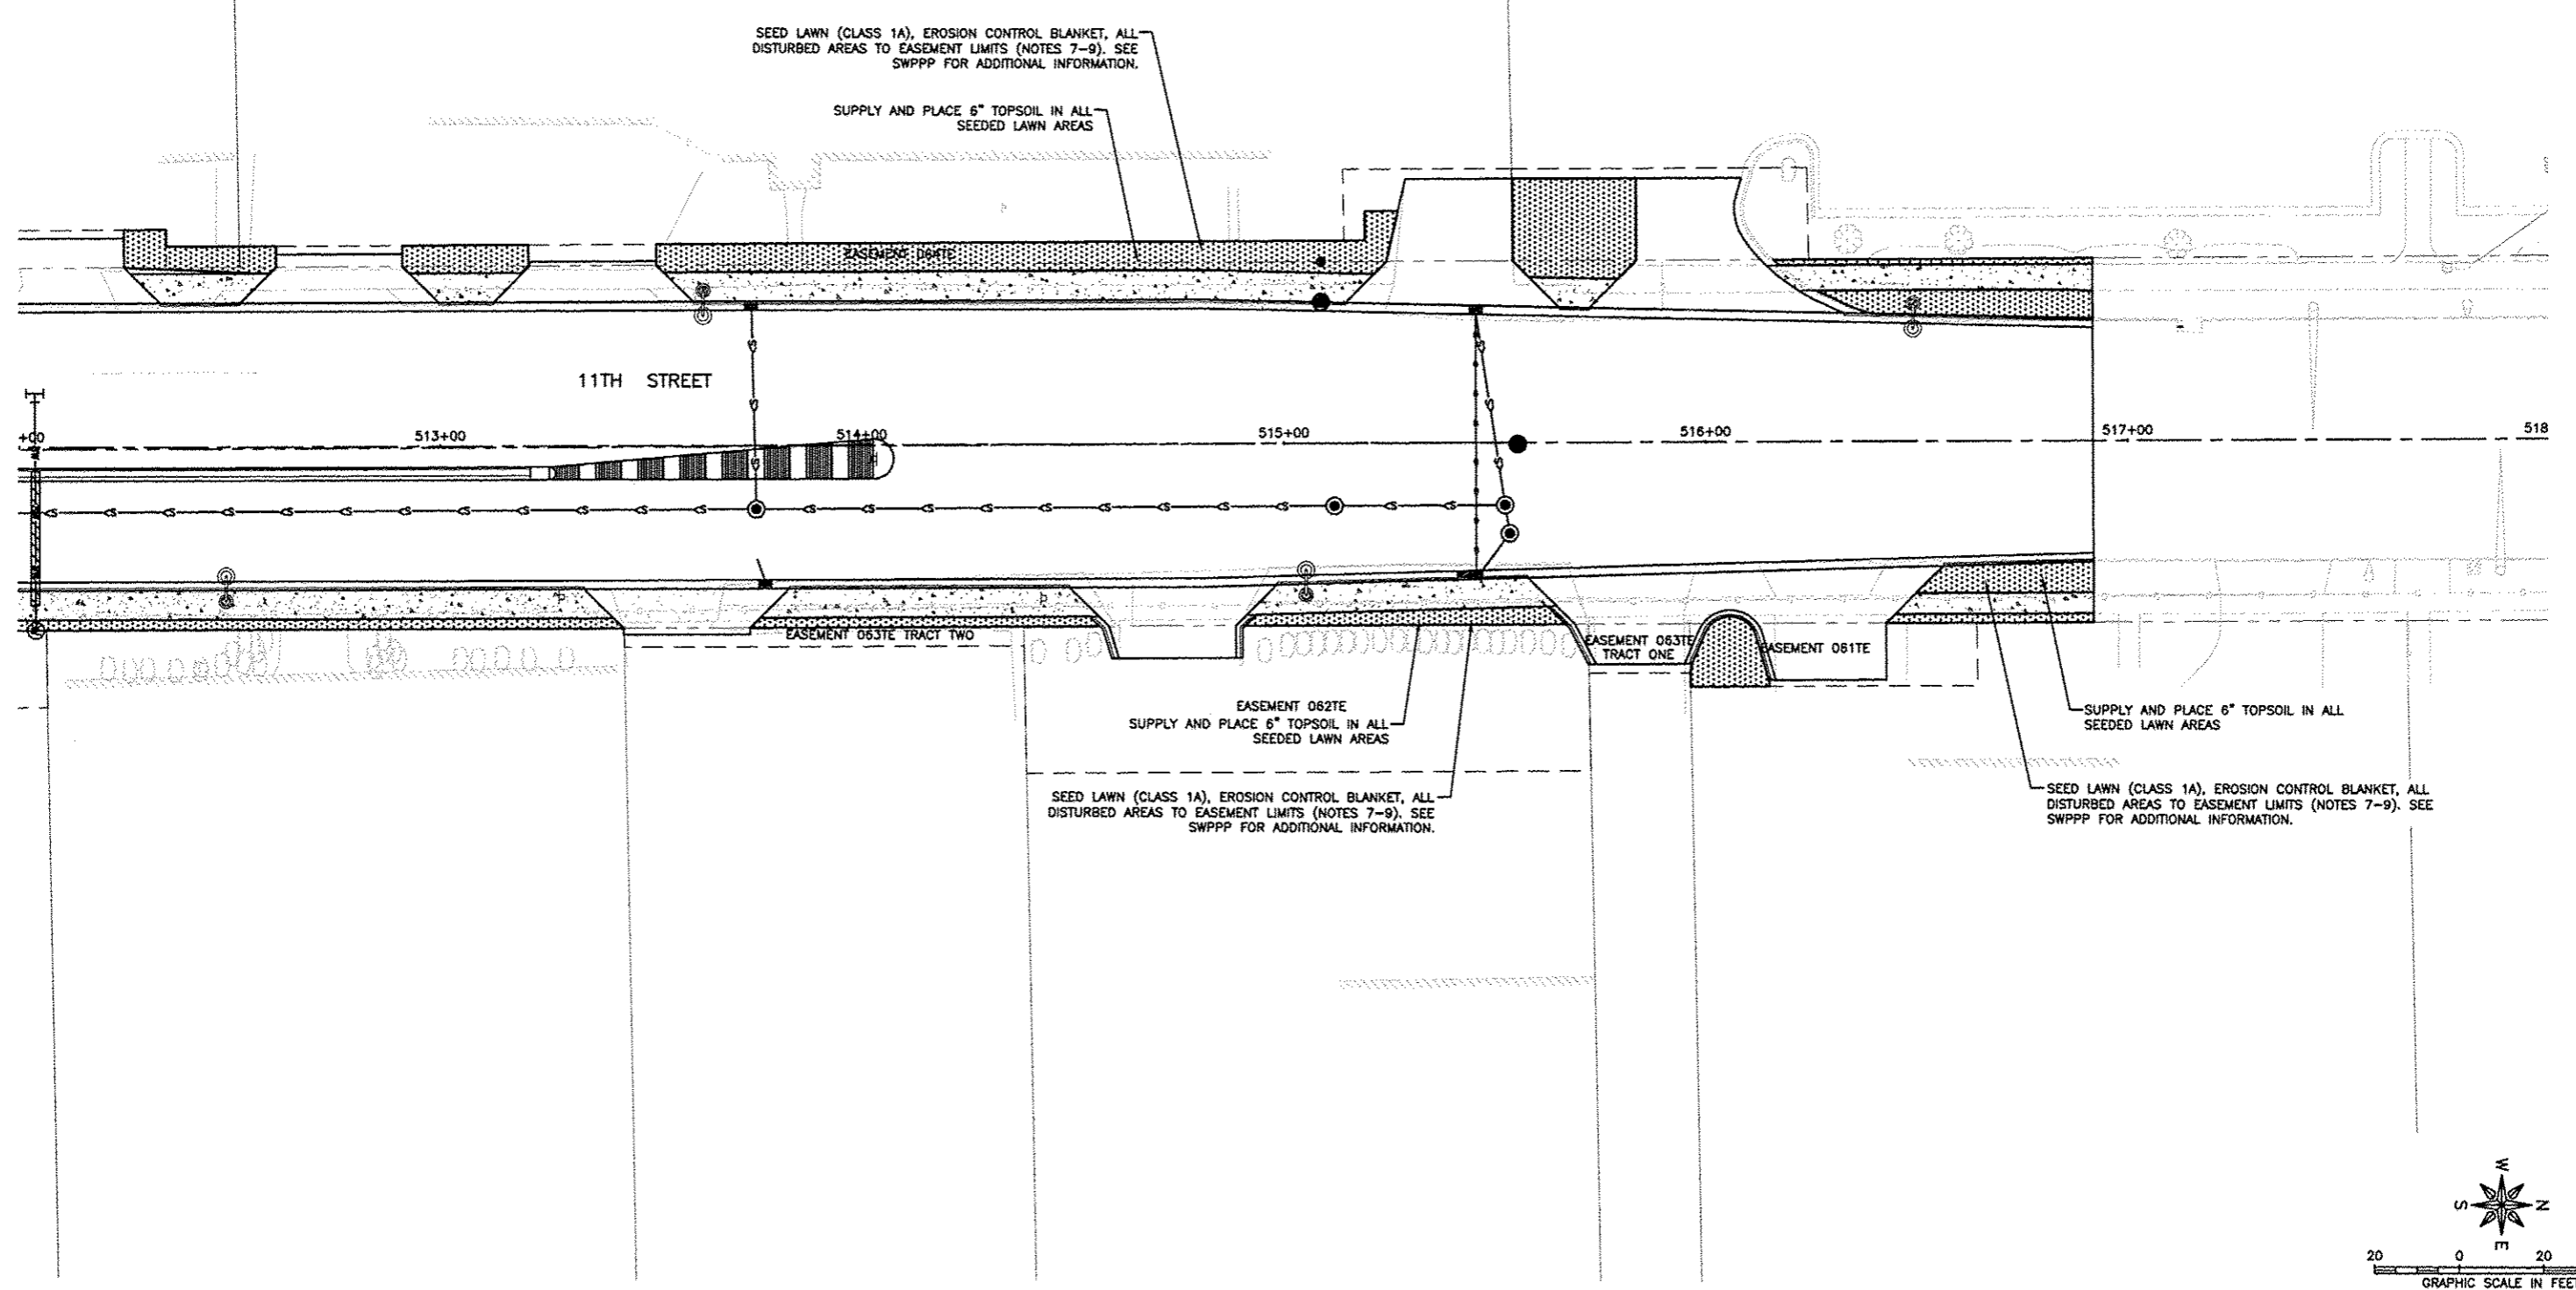 SEED LAWN (CLASS 1A), EROSION CONTROL BLANKET, ALL
DISTURBED AREAS TO EASEMENT LIMITS (NOTES 7-9). SEE
SWPPP FOR ADDITIONAL INFORMATION.
SUPPLY AND PLACE 6" TOPSOIL IN ALL
SEEDED LAWN AREAS
EASEMENT 064TE
11TH STREET
+00
513+00
514+00
515+00
516+00
517+00
518
EASEMENT 063TE TRACT TWO
EASEMENT 063TE
TRACT ONE
EASEMENT 061TE
EASEMENT 062TE
SUPPLY AND PLACE 6" TOPSOIL IN ALL
SEEDED LAWN AREAS
SUPPLY AND PLACE 6" TOPSOIL IN ALL
SEEDED LAWN AREAS
SEED LAWN (CLASS 1A), EROSION CONTROL BLANKET, ALL
DISTURBED AREAS TO EASEMENT LIMITS (NOTES 7-9). SEE
SWPPP FOR ADDITIONAL INFORMATION.
SEED LAWN (CLASS 1A), EROSION CONTROL BLANKET, ALL
DISTURBED AREAS TO EASEMENT LIMITS (NOTES 7-9). SEE
SWPPP FOR ADDITIONAL INFORMATION.
W
S N
E
20 0 20
GRAPHIC SCALE IN FEET